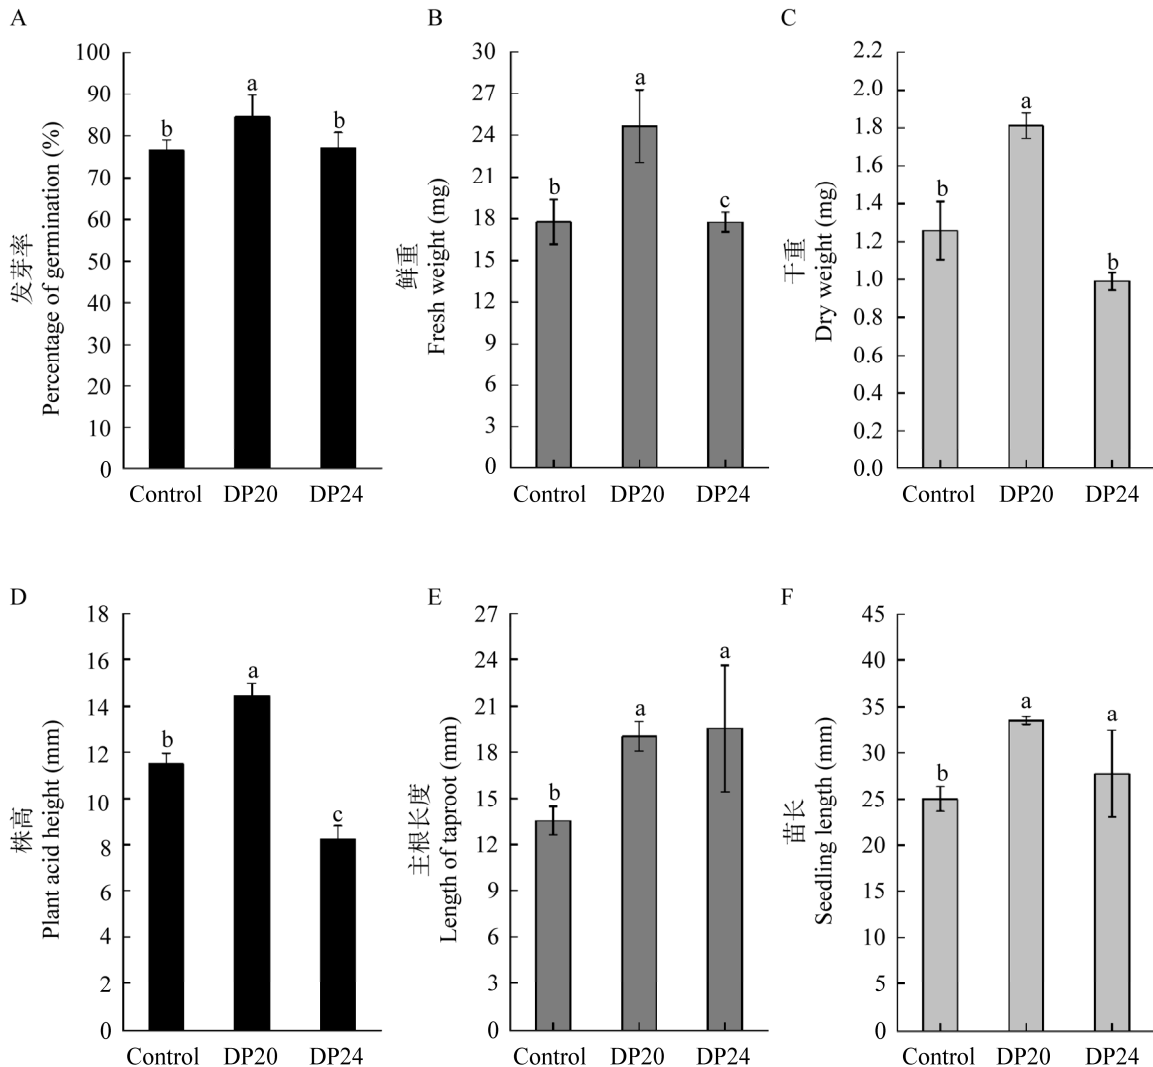 A
发芽率
Percentage of germination (%)
100
90
80
70
60
50
40
30
20
10
0
b
a
b
Control DP20 DP24
B
鲜重
Fresh weight (mg)
30
27
24
21
18
15
12
9
6
3
0
b
a
c
Control DP20 DP24
C
干重
Dry weight (mg)
2.2
2.0
1.8
1.6
1.4
1.2
1.0
0.8
0.6
0.4
0.2
0.0
b
a
b
Control DP20 DP24
D
株高
Plant acid height (mm)
18
16
14
12
10
8
6
4
2
0
b
a
c
Control DP20 DP24
E
主根长度
Length of taproot (mm)
27
24
21
18
15
12
9
6
3
0
b
a
a
Control DP20 DP24
F
苗长
Seedling length (mm)
45
40
35
30
25
20
15
10
5
0
b
a
a
Control DP20 DP24